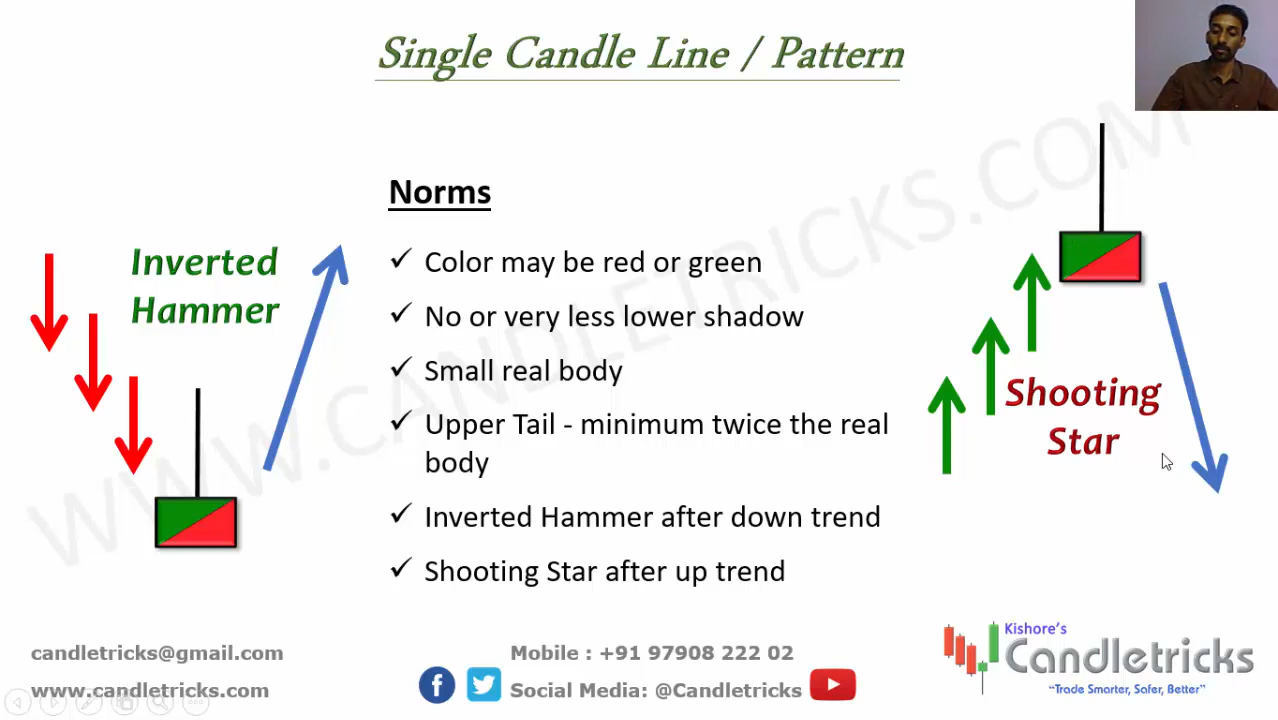 Single Candle Line / Pattern
WWW.CANDLETRICKS.COM
Norms
Inverted
Hammer
✓ Color may be red or green
✓ No or very less lower shadow
✓ Small real body
✓ Upper Tail - minimum twice the real
body
✓ Inverted Hammer after down trend
✓ Shooting Star after up trend
Shooting
Star
candletricks@gmail.com
www.candletricks.com
Mobile : +91 97908 222 02
Social Media: @Candletricks
Kishore's
Candletricks
"Trade Smarter, Safer, Better"